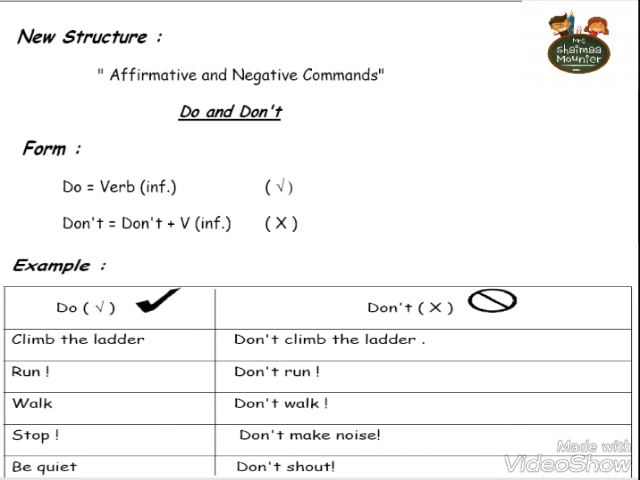 New Structure :
Mrs
Shaimaa
Mounier
" Affirmative and Negative Commands"
Do and Don't
Form :
Do = Verb (inf.) ( √ )
Don't = Don't + V (inf.) ( X )
Example :
Do ( √ ) Don't ( X )
Climb the ladder Don't climb the ladder .
Run ! Don't run !
Walk Don't walk !
Stop ! Don't make noise!
Be quiet Don't shout!
Made with
VideoShow